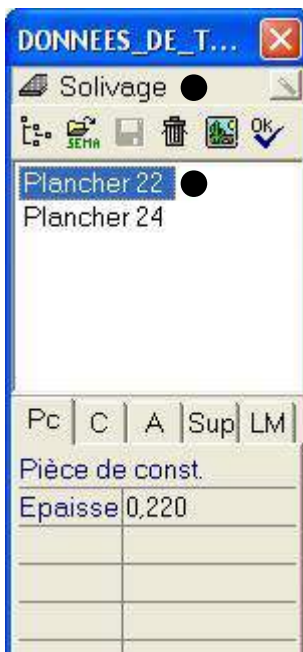 DONNEES_DE_T...
Solivage
SEMA OK
Plancher 22
Plancher 24
Pc C A Sup LM
Pièce de const.
Epaisse 0,220